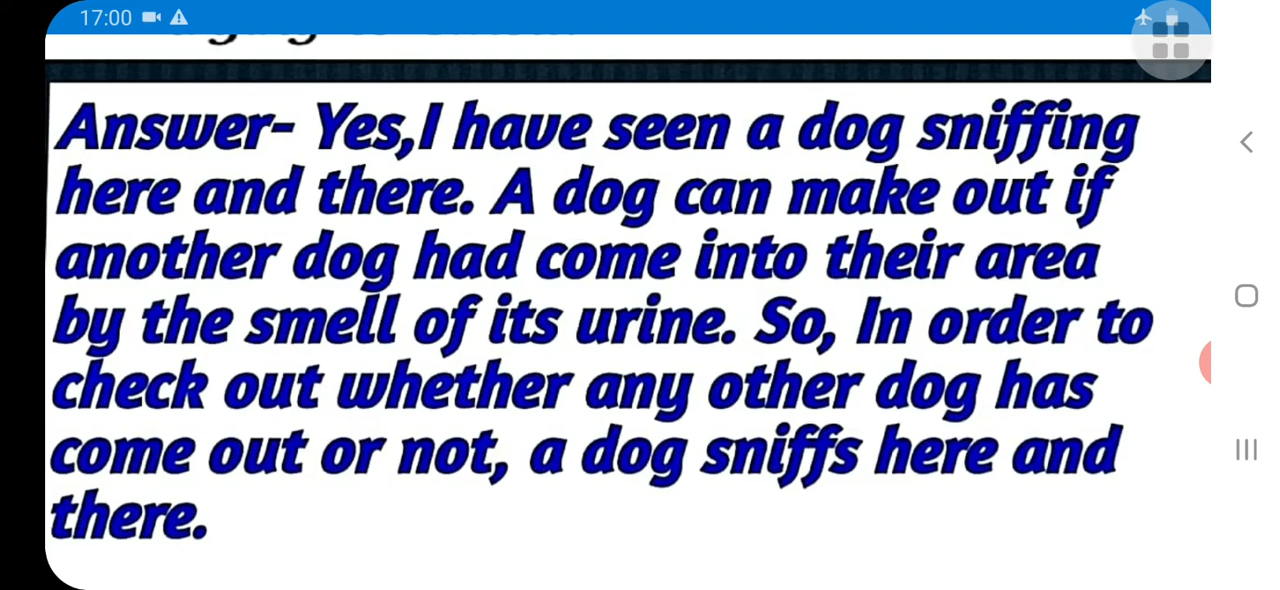 17:00
Answer- Yes,I have seen a dog sniffing
here and there. A dog can make out if
another dog had come into their area
by the smell of its urine. So, In order to
check out whether any other dog has
come out or not, a dog sniffs here and
there.